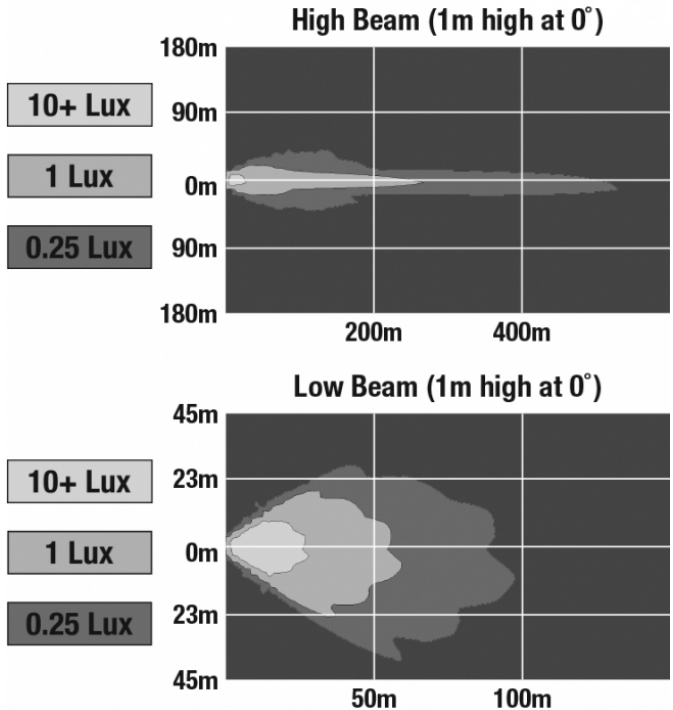 High Beam (1m high at 0˚)
180m
10+ Lux
90m
1 Lux
0m
0.25 Lux
90m
180m
200m
400m
Low Beam (1m high at 0˚)
45m
10+ Lux
23m
1 Lux
0m
0.25 Lux
23m
45m
50m
100m